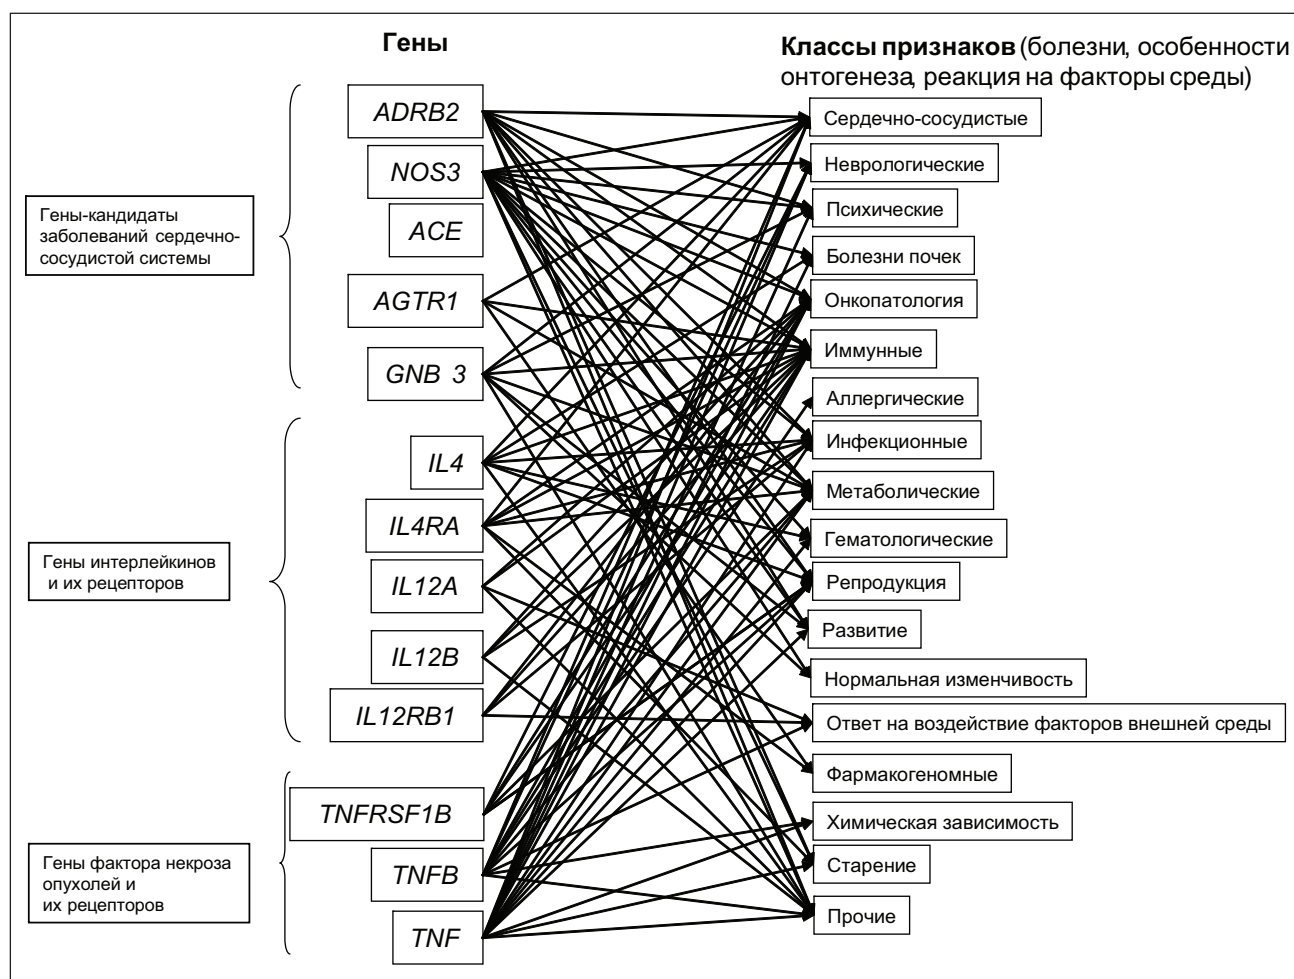 Гены
Классы признаков (болезни, особенности
онтогенеза, реакция на факторы среды)
Гены-кандидаты
заболеваний сердечно-
сосудистой системы
Гены интерлейкинов
и их рецепторов
Гены фактора некроза
опухолей и
их рецепторов
ADRB2
NOS3
ACE
AGTR1
GNB 3
IL4
IL4RA
IL12A
IL12B
IL12RB1
TNFRSF1B
TNFB
TNF
Сердечно-сосудистые
Неврологические
Психические
Болезни почек
Онкопатология
Иммунные
Аллергические
Инфекционные
Метаболические
Гематологические
Репродукция
Развитие
Нормальная изменчивость
Ответ на воздействие факторов внешней среды
Фармакогеномные
Химическая зависимость
Старение
Прочие